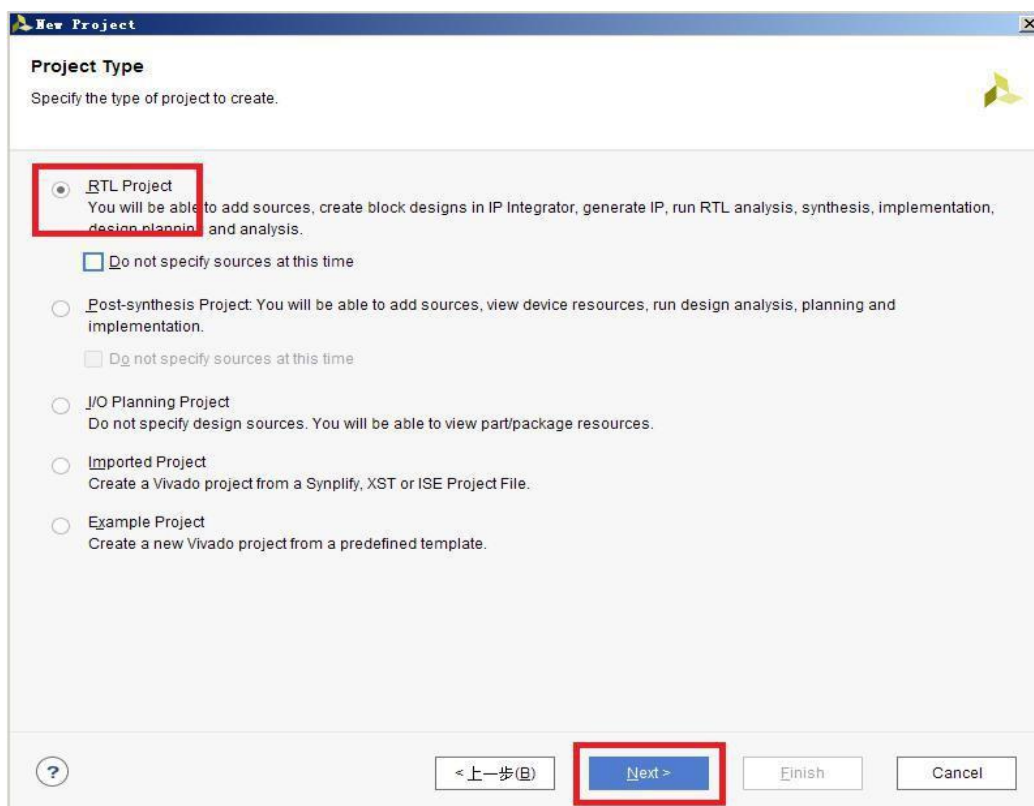 New Project
Project Type
Specify the type of project to create.
RTL Project
You will be able to add sources, create block designs in IP Integrator, generate IP, run RTL analysis, synthesis, implementation,
design planning and analysis.
Do not specify sources at this time
Post-synthesis Project: You will be able to add sources, view device resources, run design analysis, planning and
implementation.
Do not specify sources at this time
I/O Planning Project
Do not specify design sources. You will be able to view part/package resources.
Imported Project
Create a Vivado project from a Synplify, XST or ISE Project File.
Example Project
Create a new Vivado project from a predefined template.
?
<上一步(B)
Next >
Finish
Cancel